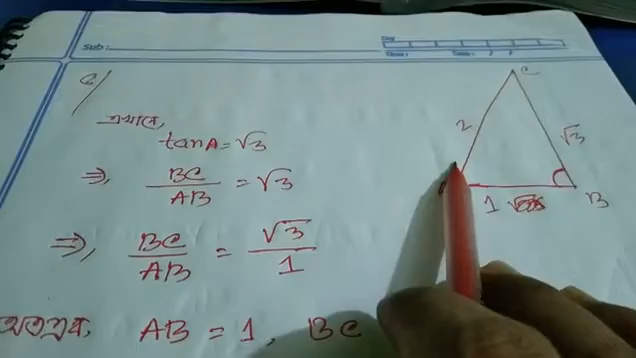 Sub:
Day
Time: Date: / /
এখানে,
tanA = √3
⇒, BC/AB = √3
⇒, BC/AB = √3/1
অতএব, AB = 1, BC
C
2
√3
1
B